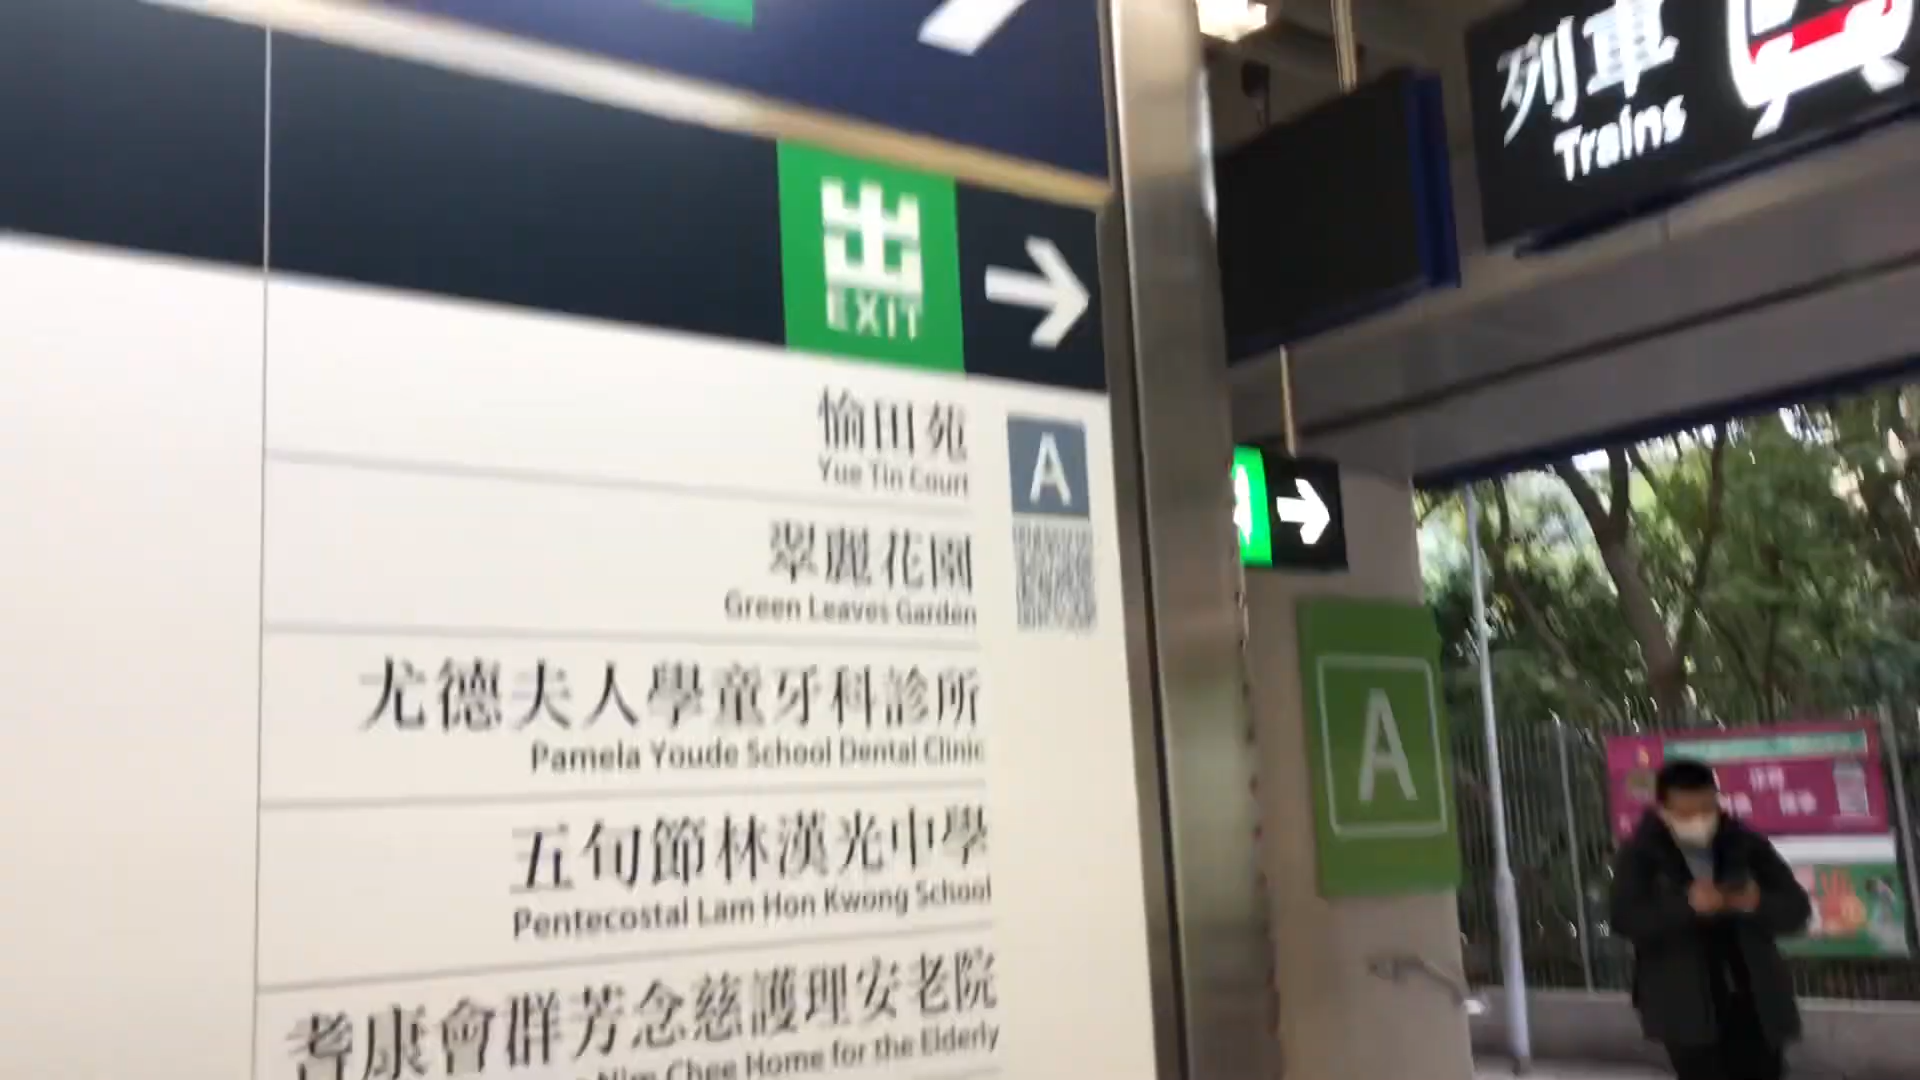 列車
Trains
出
EXIT
愉田苑
Yue Tin Court
A
翠麗花園
Green Leaves Garden
尤德夫人學童牙科診所
Pamela Youde School Dental Clinic
五旬節林漢光中學
Pentecostal Lam Hon Kwong School
耆康會群芳念慈護理安老院
Nim Chee Home for the Elderly
A